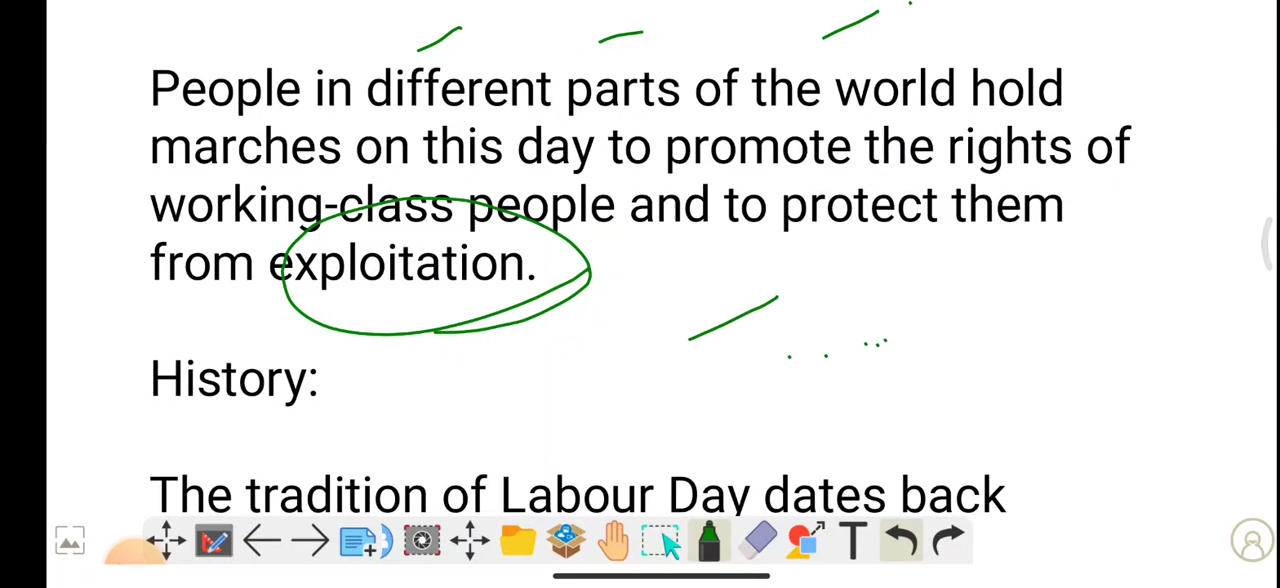 People in different parts of the world hold
marches on this day to promote the rights of
working-class people and to protect them
from exploitation.
History:
The tradition of Labour Day dates back